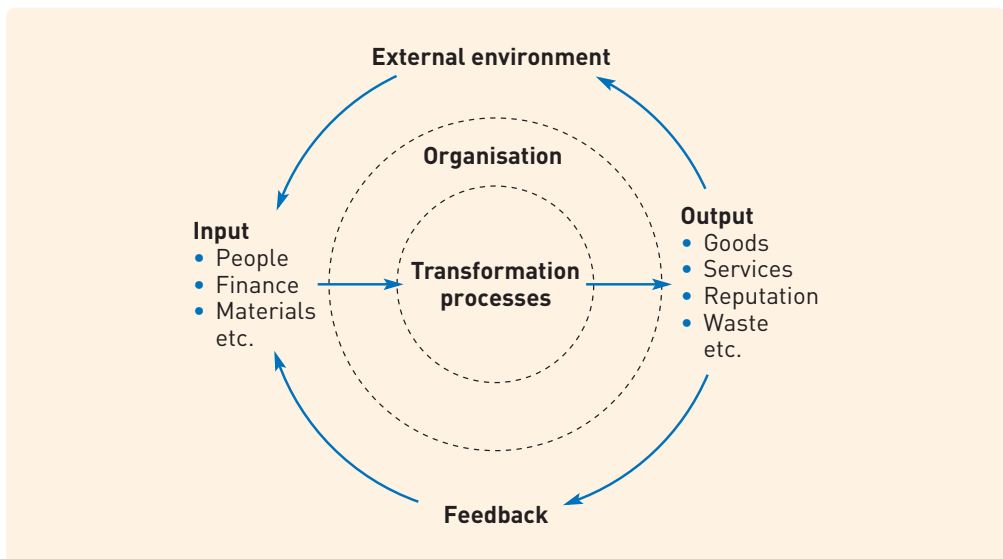 External environment
Organisation
Input
• People
• Finance
• Materials
etc.
Transformation
processes
Output
• Goods
• Services
• Reputation
• Waste
etc.
Feedback